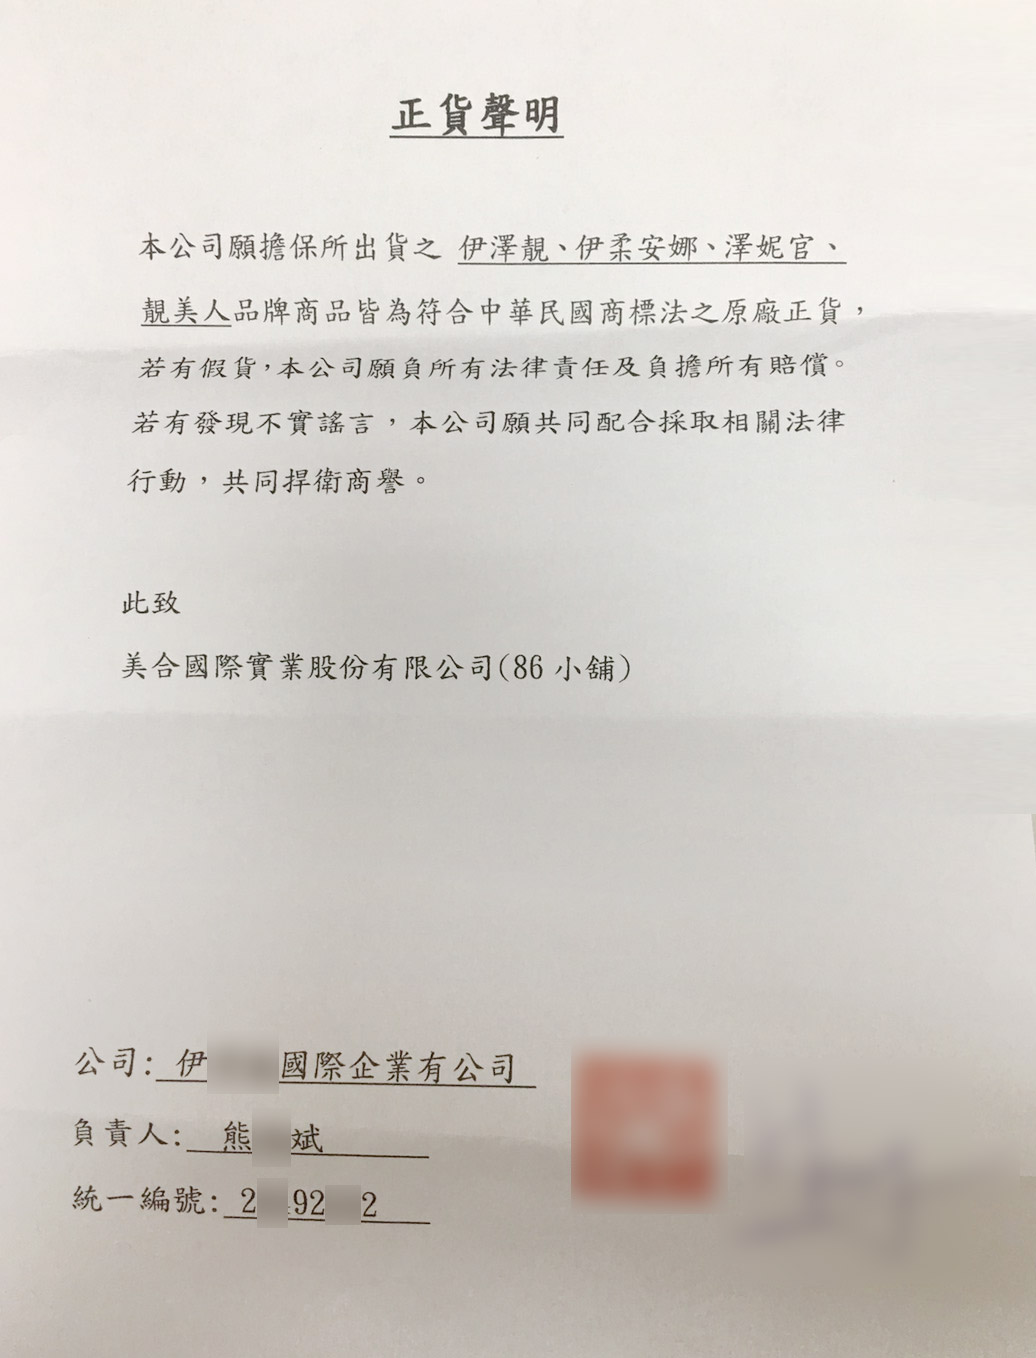 正貨聲明
本公司願擔保所出貨之 伊澤靚、伊柔安娜、澤妮官、
靚美人品牌商品皆為符合中華民國商標法之原廠正貨，
若有假貨，本公司願負所有法律責任及負擔所有賠償。
若有發現不實謠言，本公司願共同配合採取相關法律
行動，共同捍衛商譽。
此致
美合國際實業股份有限公司(86 小舖)
公司: 伊 國際企業有公司
負責人: 熊 斌
統一編號: 2 92 2